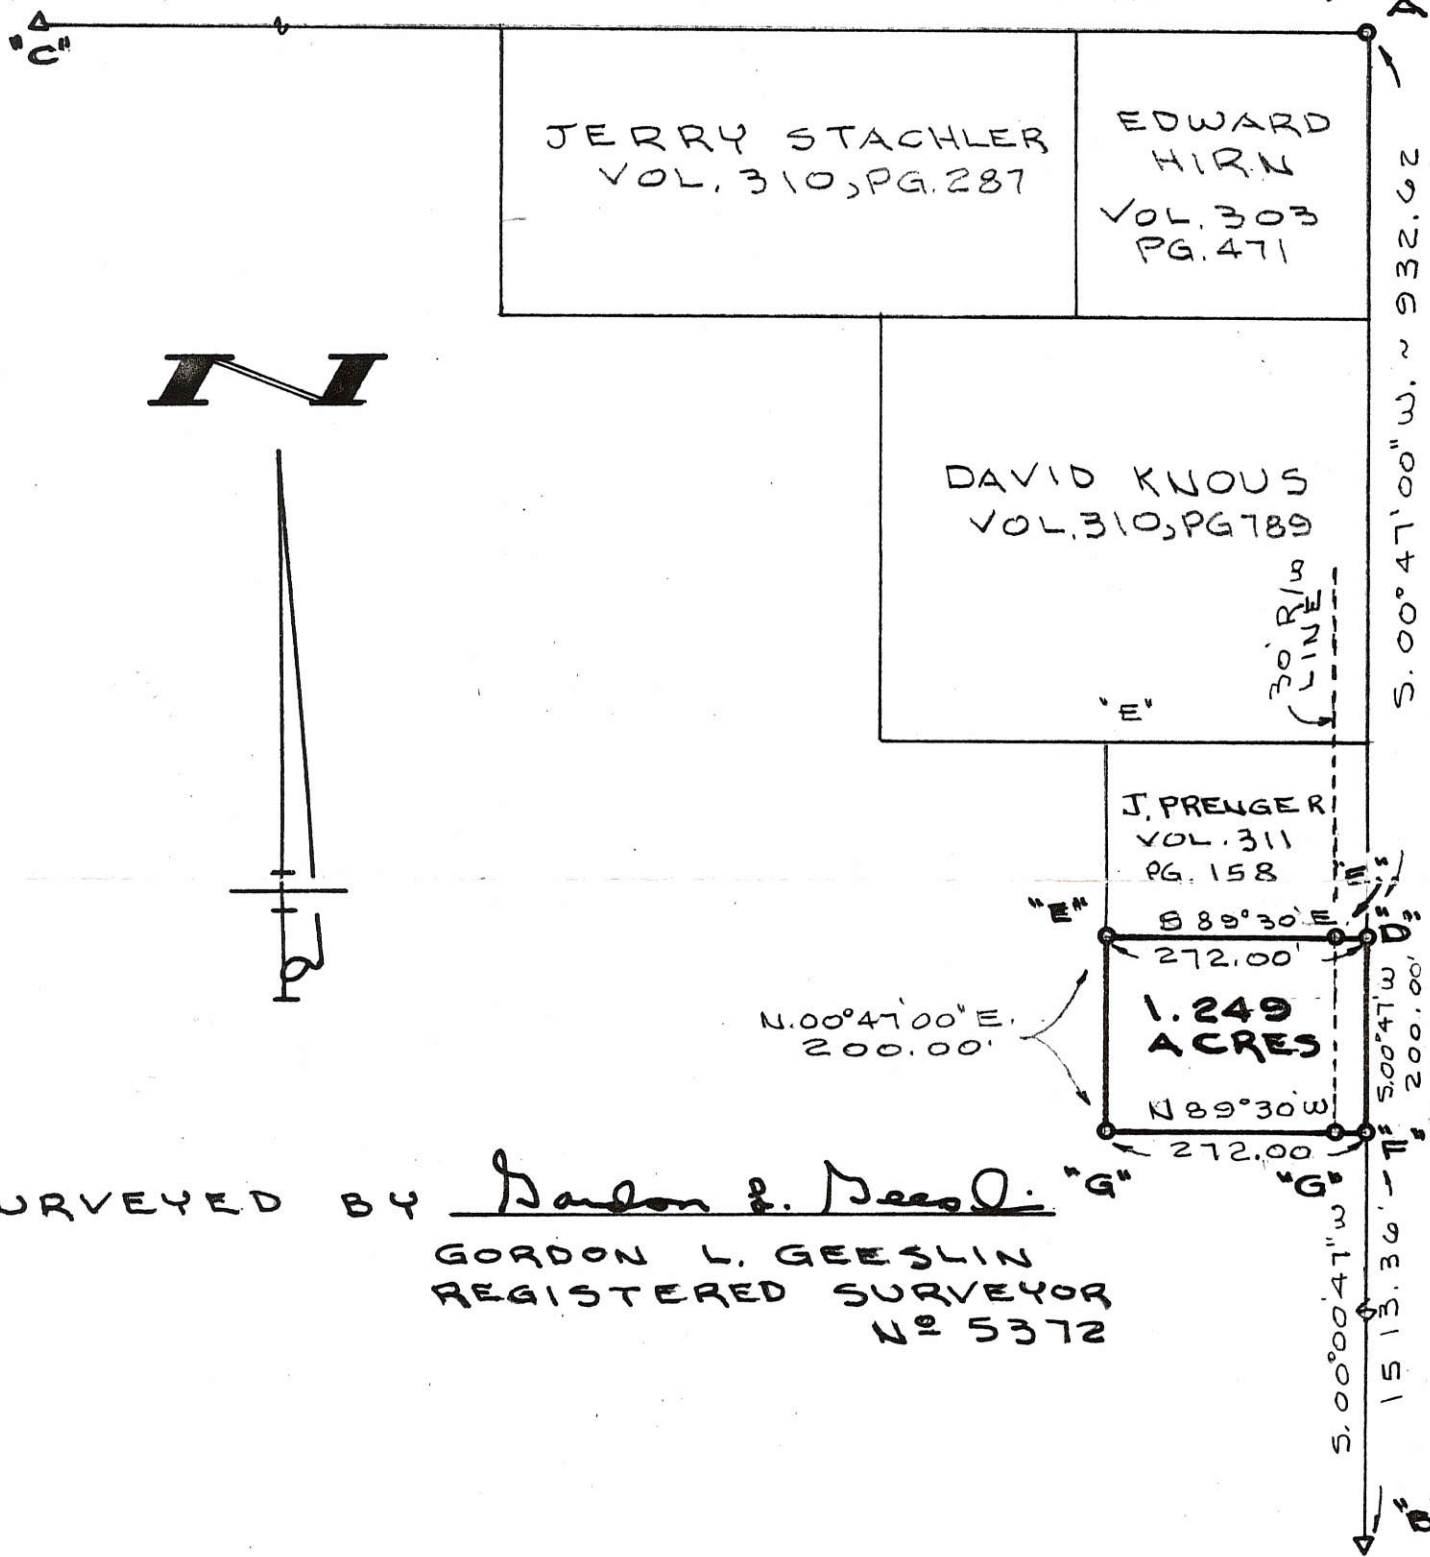 "C"
A
JERRY STACHLER
VOL. 310, PG. 287
EDWARD
HIRN
VOL. 303
PG. 471
S. 00° 47' 00" W. ~ 932.62
N
DAVID KNOUS
VOL. 310, PG 789
30' R/W
LINE
"E"
J. PRENGER
VOL. 311
PG. 158
"E"
"E"
"D"
S 89° 30' E.
272.00'
N. 00° 47' 00" E.
200.00'
1.249
ACRES
S. 00° 47' W
200.00'
N 89° 30' W
272.00
"F"
"G"
"G"
URVEYED BY Gordon L. Geeslin
GORDON L. GEESLIN
REGISTERED SURVEYOR
Nº 5372
S. 00° 00' 47" W
1513.36'
"B